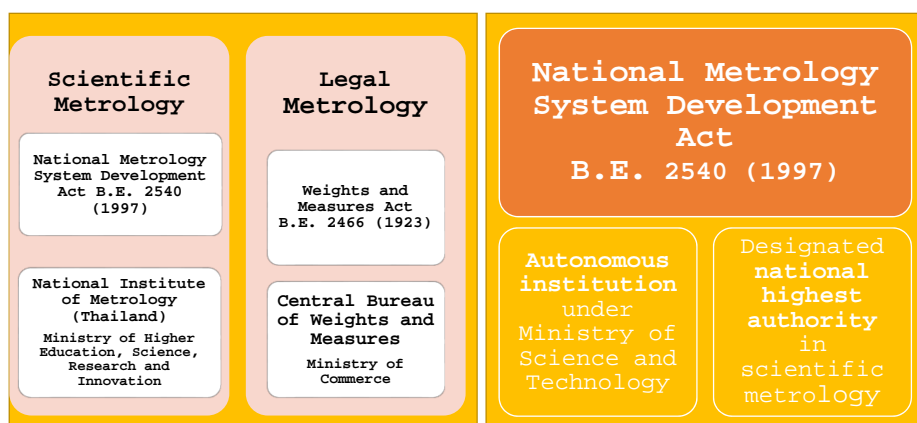 Scientific
Metrology
National Metrology
System Development
Act B.E. 2540
(1997)
National Institute
of Metrology
(Thailand)
Ministry of Higher
Education, Science,
Research and
Innovation
Legal
Metrology
Weights and
Measures Act
B.E. 2466 (1923)
Central Bureau
of Weights and
Measures
Ministry of
Commerce
National Metrology
System Development
Act
B.E. 2540 (1997)
Autonomous
institution
under
Ministry of
Science and
Technology
Designated
national
highest
authority
in
scientific
metrology